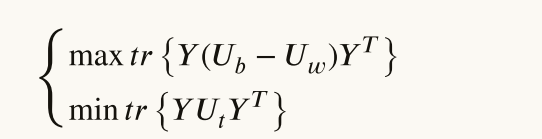 max tr {Y(U_b − U_w)Y^T}
min tr {YU_tY^T}